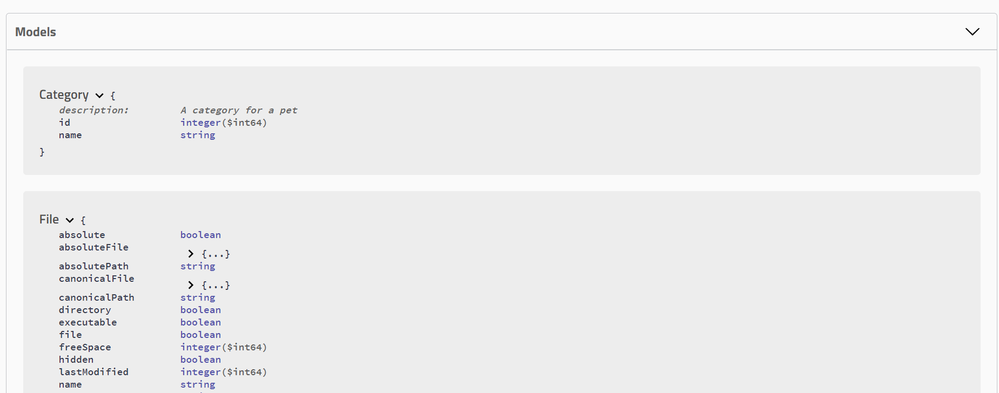 Models
Category {
description: A category for a pet
id integer($int64)
name string
}
File {
absolute boolean
absoluteFile {...}
absolutePath string
canonicalFile {...}
canonicalPath string
directory boolean
executable boolean
file boolean
freeSpace integer($int64)
hidden boolean
lastModified integer($int64)
name string